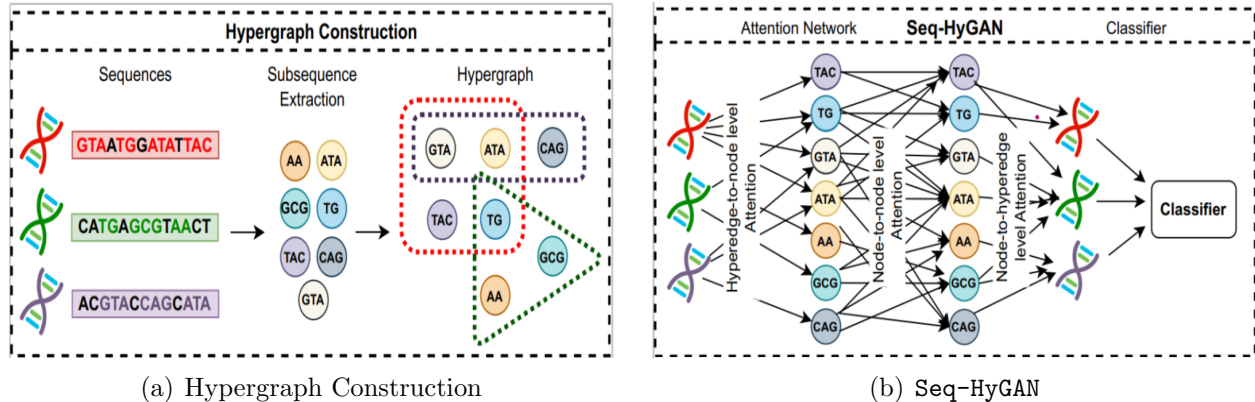 Hypergraph Construction
Sequences
Subsequence
Extraction
Hypergraph
GTAATGGATATTAC
CATGAGCGTAACT
ACGTACCAGCATA
AA
ATA
GCG
TG
TAC
CAG
GTA
GTA
ATA
CAG
TAC
TG
GCG
AA
(a) Hypergraph Construction
Attention Network
Seq-HyGAN
Classifier
Hyperedge-to-node level
Attention
TAC
TG
GTA
ATA
AA
GCG
CAG
Node-to-node level
Attention
TAC
TG
GTA
ATA
AA
GCG
CAG
Node-to-hyperedge
level Attention
Classifier
(b) Seq-HyGAN